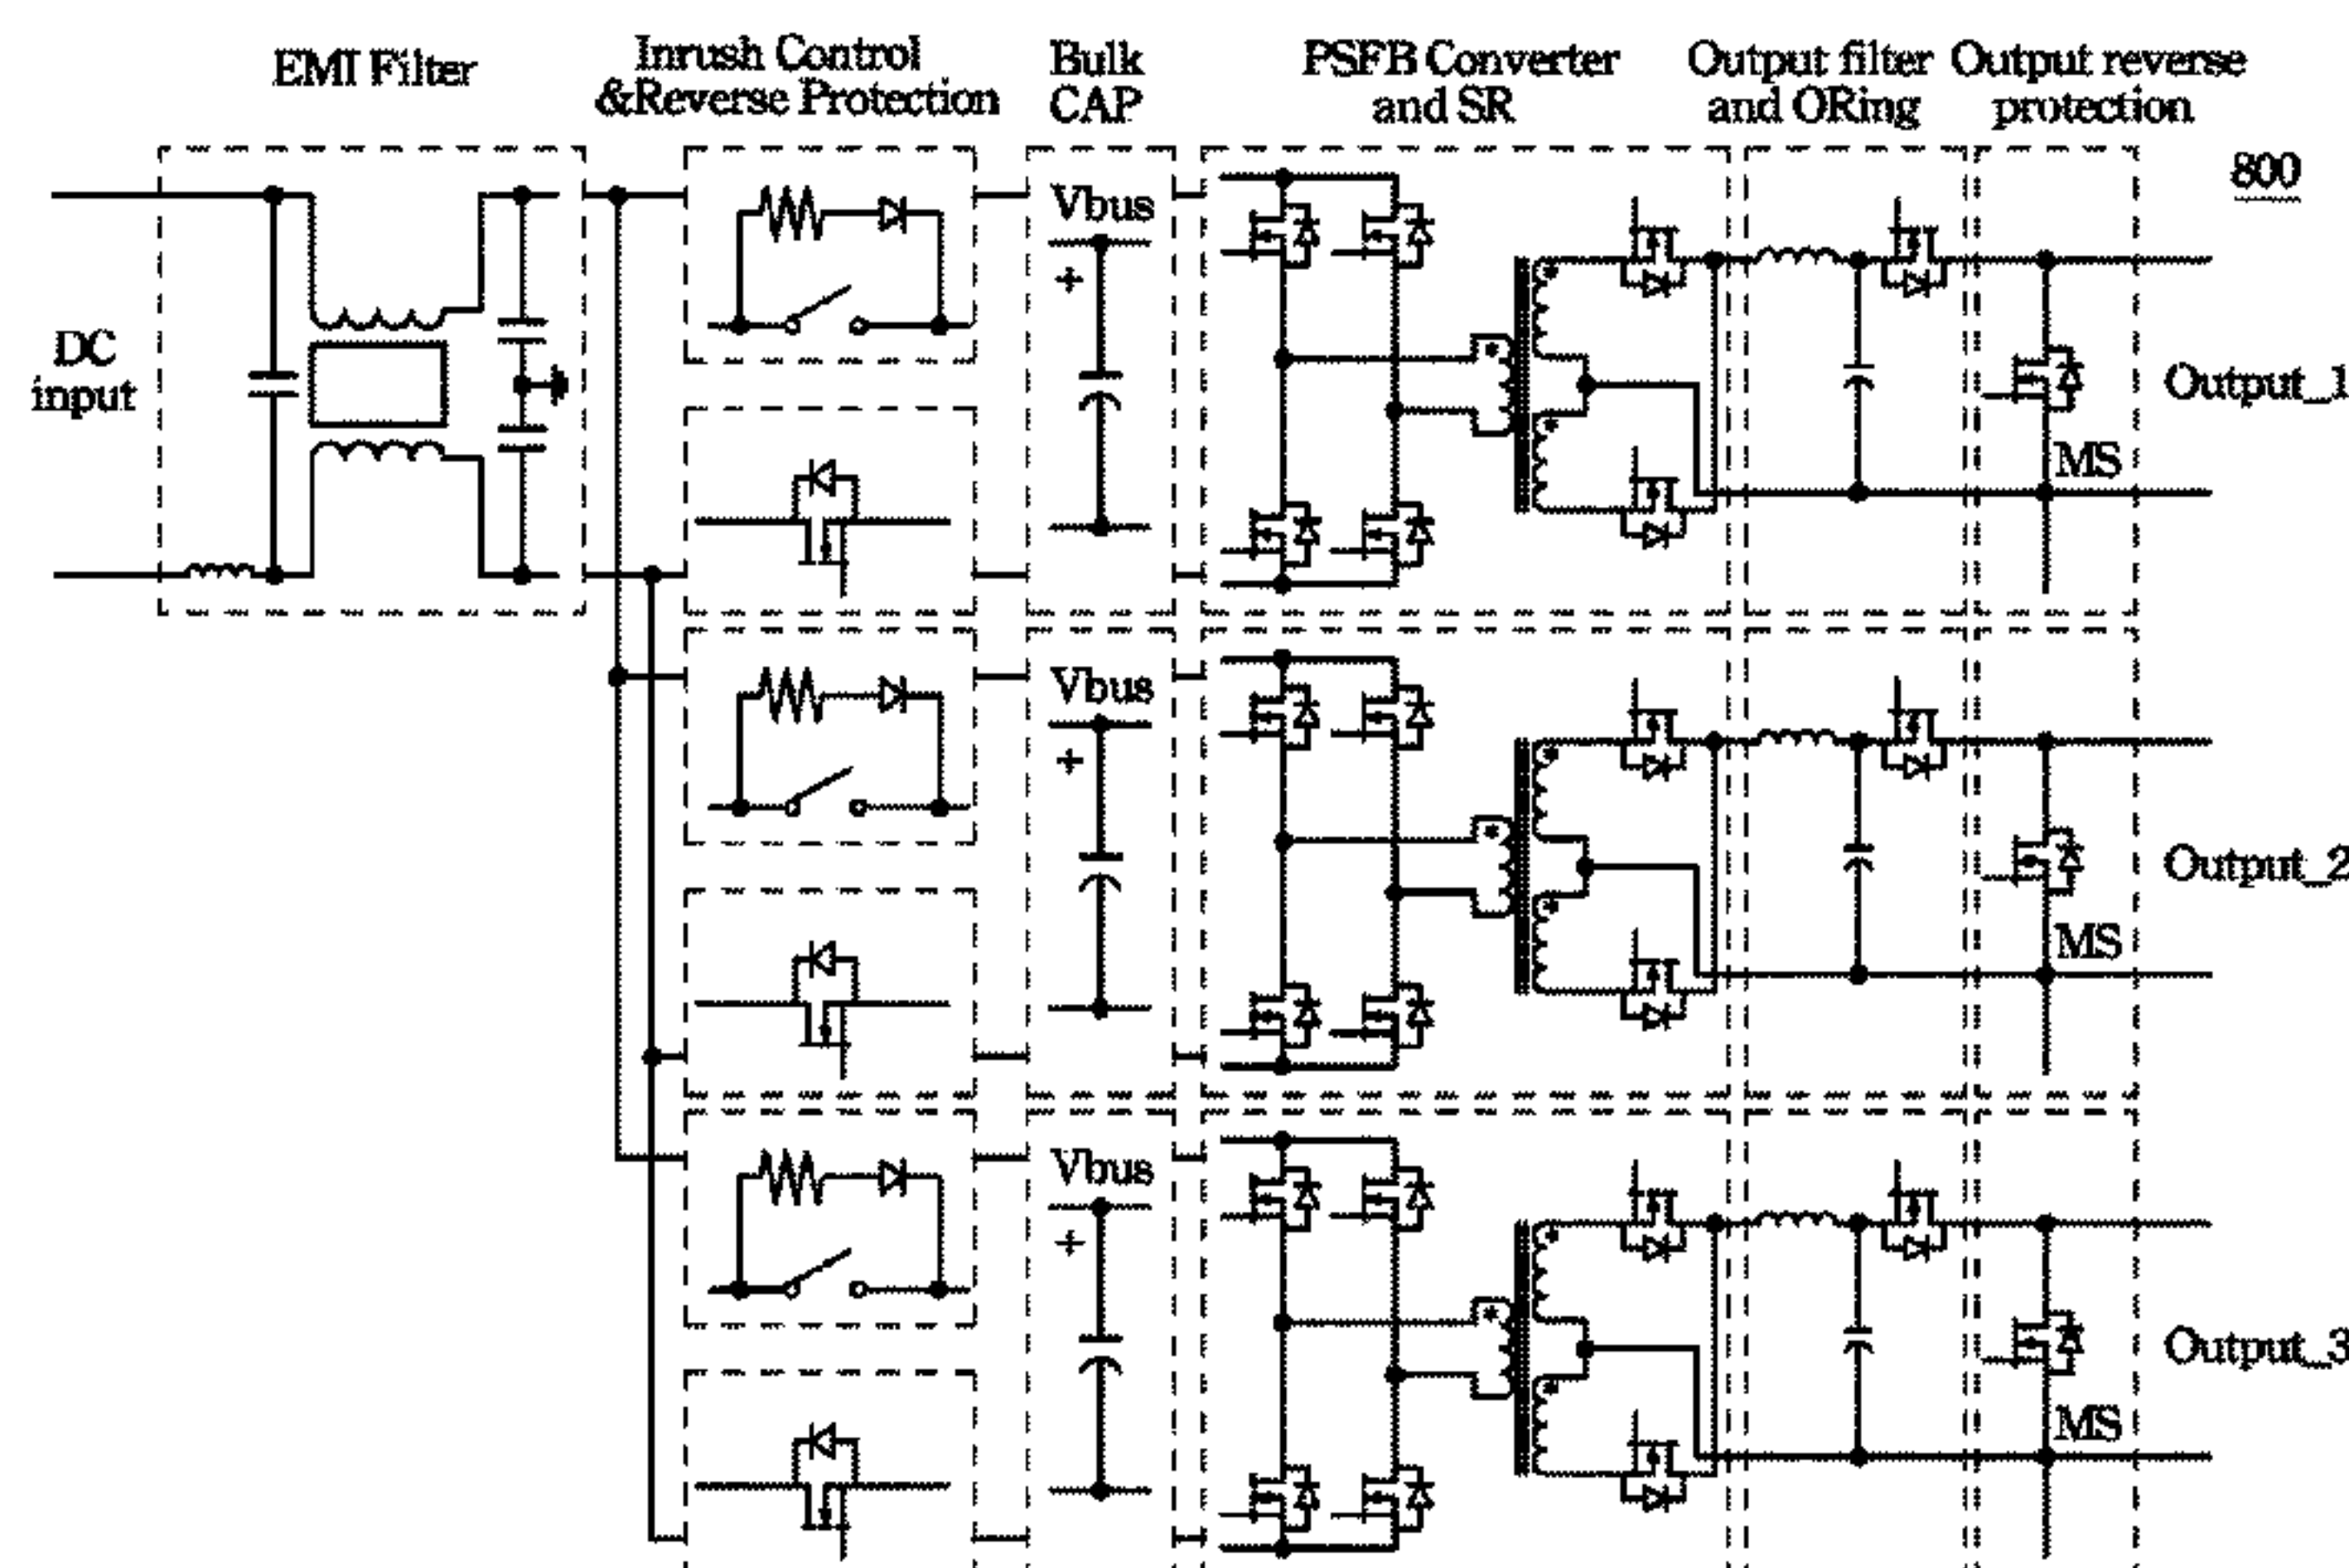 EMI Filter
Inrush Control
&Reverse Protection
Bulk
CAP
PSFB Converter
and SR
Output filter
and ORing
Output reverse
protection
800
DC
input
Vbus
+
*
*
*
Output_1
MS
Vbus
+
*
*
*
Output_2
MS
Vbus
+
*
*
*
Output_3
MS